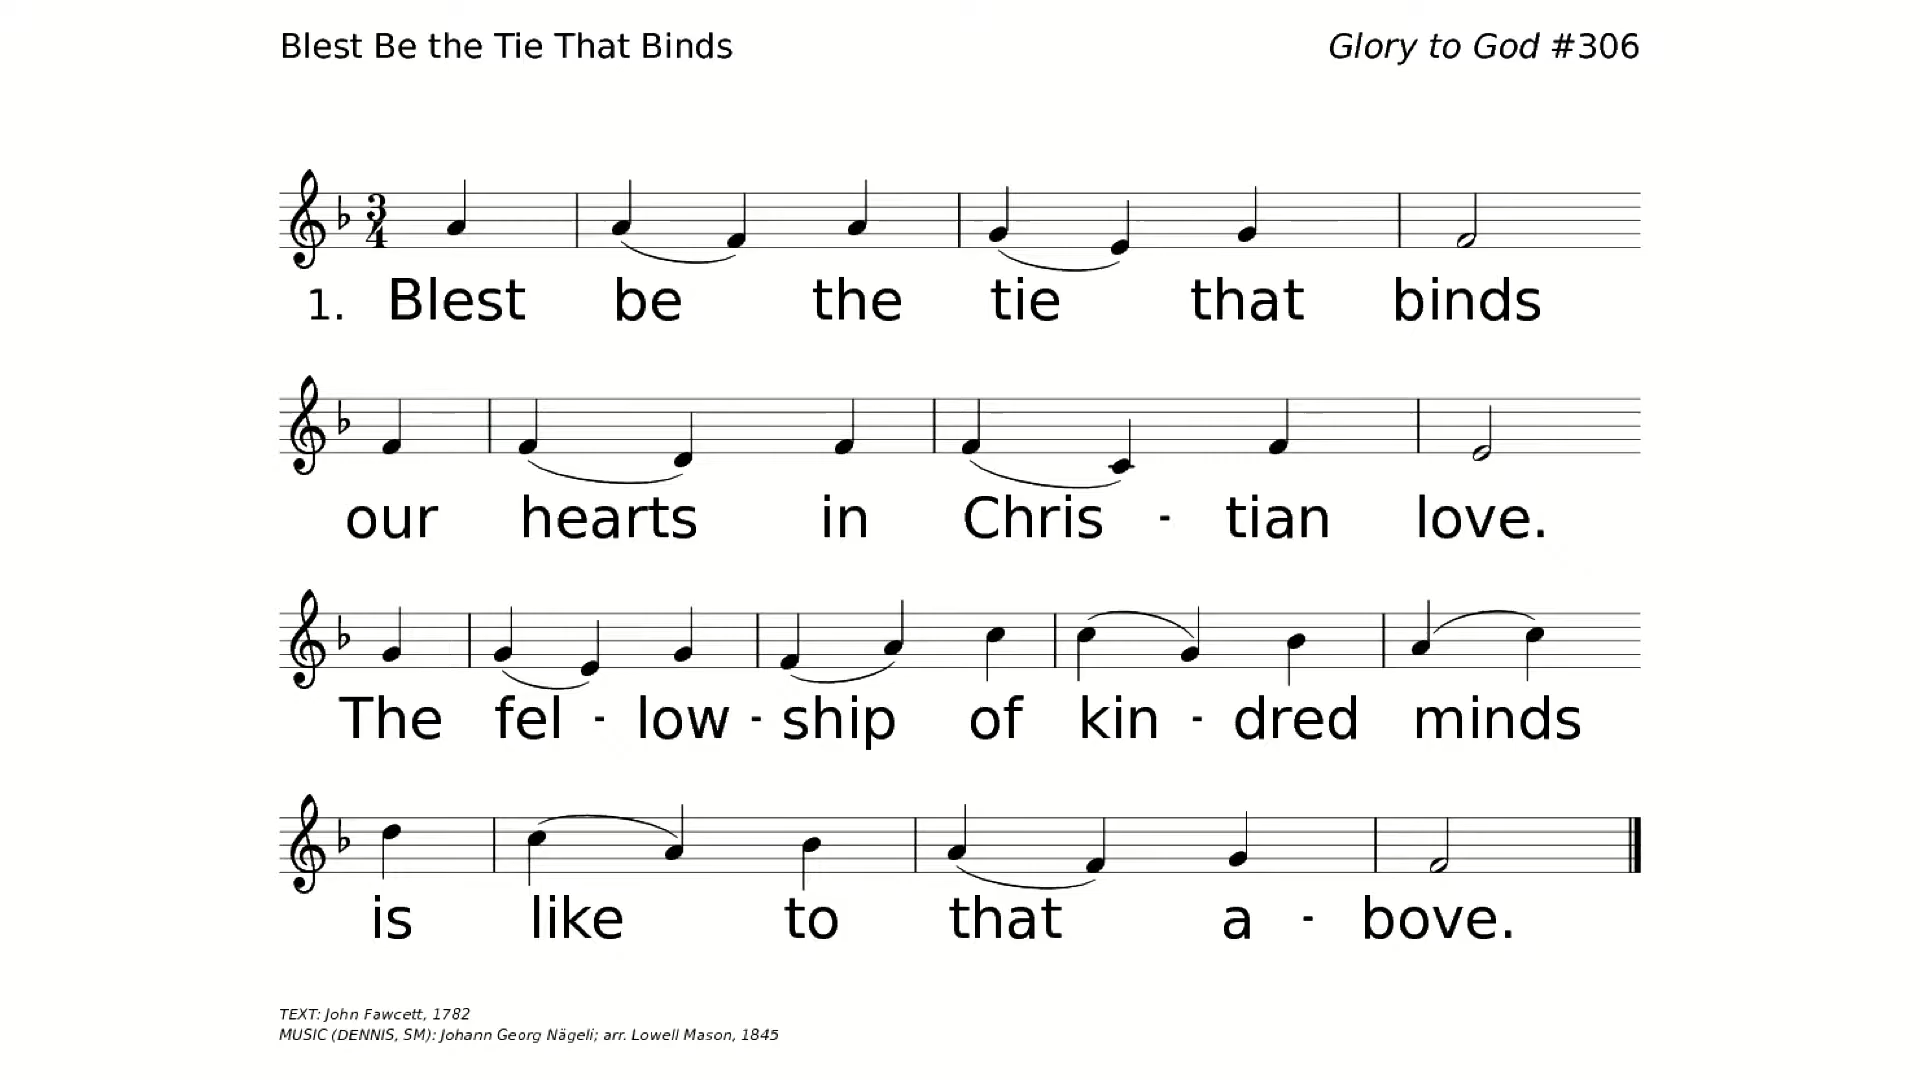 Blest Be the Tie That Binds
Glory to God #306
1. Blest be the tie that binds
our hearts in Chris - tian love.
The fel - low - ship of kin - dred minds
is like to that a - bove.
TEXT: John Fawcett, 1782
MUSIC (DENNIS, SM): Johann Georg Nägeli; arr. Lowell Mason, 1845